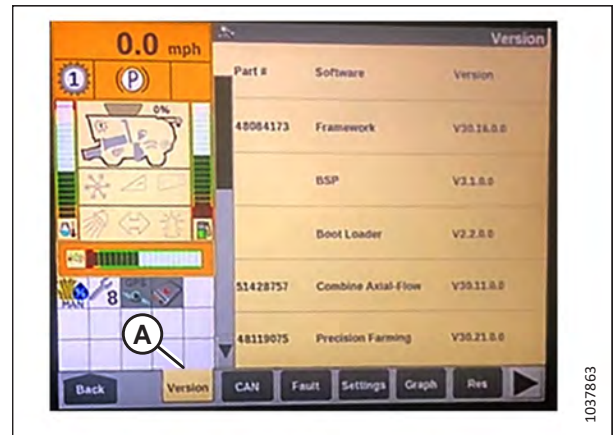 0.0 mph
Version
1
(P)
Part # Software Version
0%
48084173 Framework V30.16.0.0
BSP V3.1.0.0
Boot Loader V2.2.0.0
51428757 Combine Axial-Flow V30.11.0.0
GPS
MAN
8
48119075 Precision Farming V30.21.0.0
A
Back Version CAN Fault Settings Graph Res
1037863